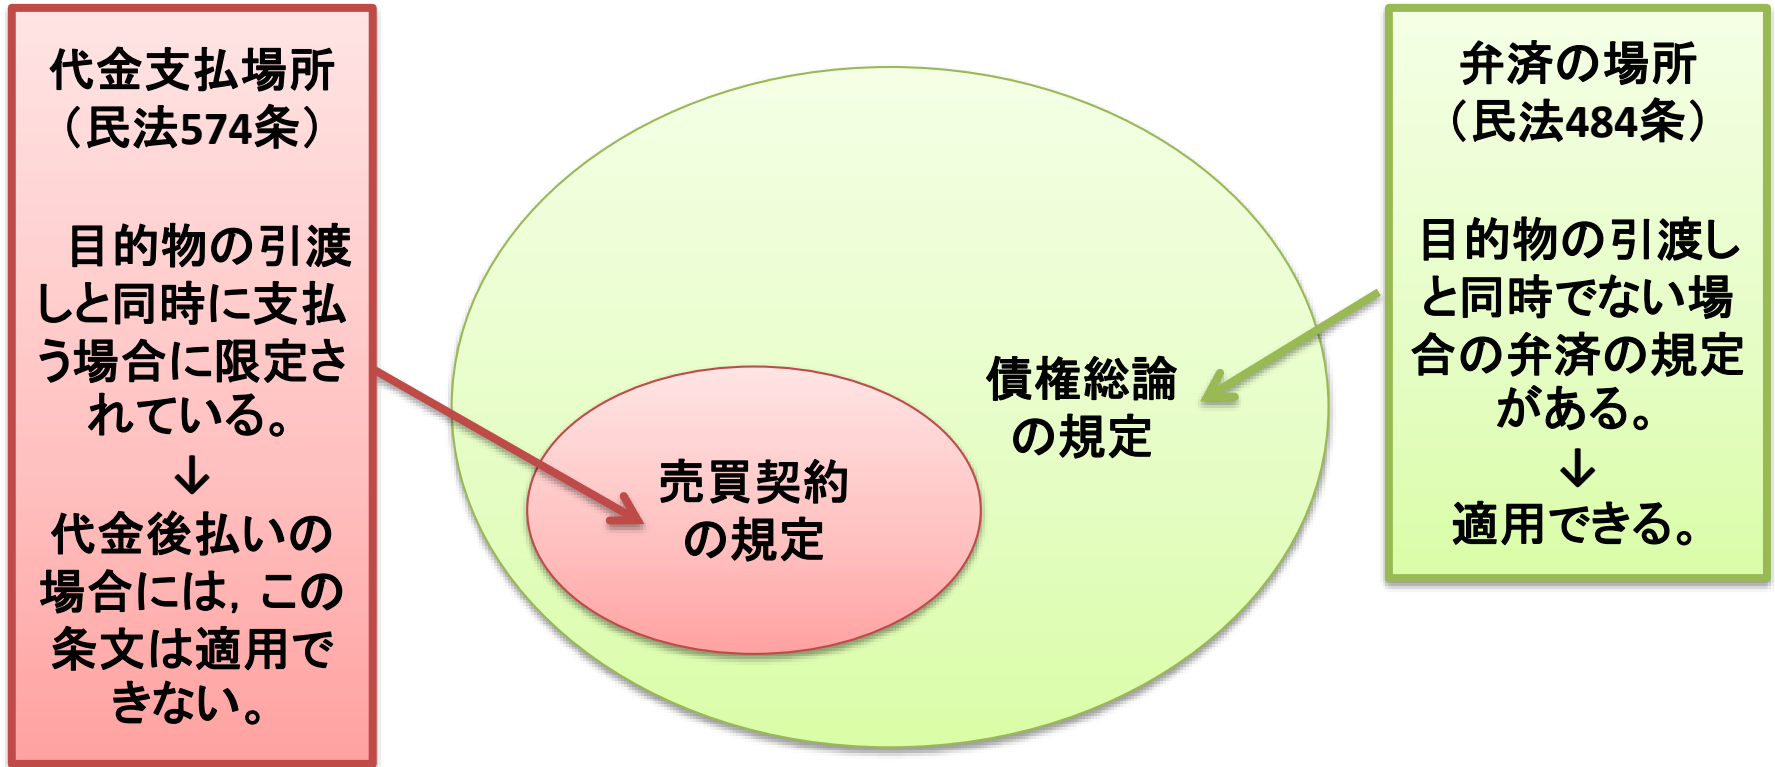 代金支払場所
（民法574条）
目的物の引渡
しと同時に支払
う場合に限定さ
れている。
↓
代金後払いの
場合には，この
条文は適用で
きない。
売買契約
の規定
債権総論
の規定
弁済の場所
（民法484条）
目的物の引渡し
と同時でない場
合の弁済の規定
がある。
↓
適用できる。